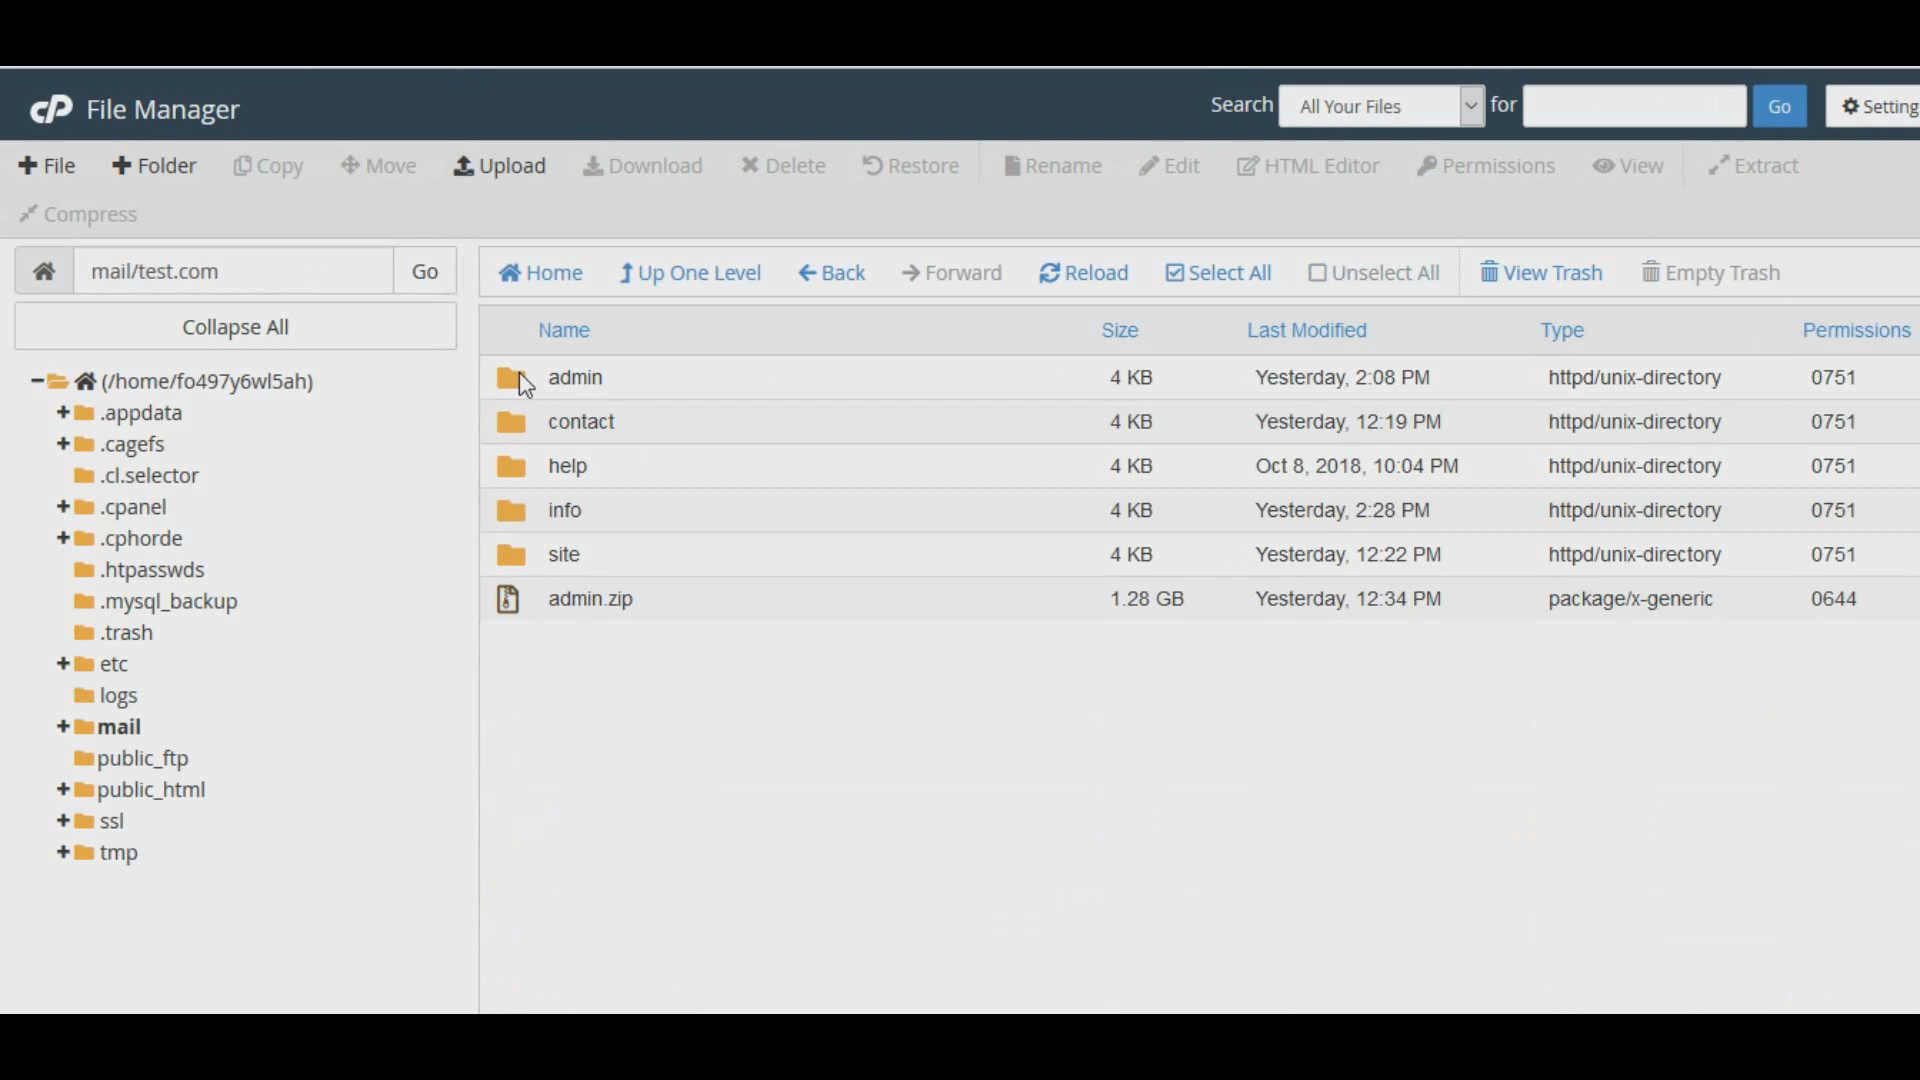 cP File Manager
Search All Your Files for Go Setting
File Folder Copy Move Upload Download Delete Restore Rename Edit HTML Editor Permissions View Extract
Compress
mail/test.com Go
Home Up One Level Back Forward Reload Select All Unselect All View Trash Empty Trash
Collapse All
Name Size Last Modified Type Permissions
(/home/fo497y6wl5ah)
.appdata
.cagefs
.cl.selector
.cpanel
.cphorde
.htpasswds
.mysql_backup
.trash
etc
logs
mail
public_ftp
public_html
ssl
tmp
admin 4 KB Yesterday, 2:08 PM httpd/unix-directory 0751
contact 4 KB Yesterday, 12:19 PM httpd/unix-directory 0751
help 4 KB Oct 8, 2018, 10:04 PM httpd/unix-directory 0751
info 4 KB Yesterday, 2:28 PM httpd/unix-directory 0751
site 4 KB Yesterday, 12:22 PM httpd/unix-directory 0751
admin.zip 1.28 GB Yesterday, 12:34 PM package/x-generic 0644